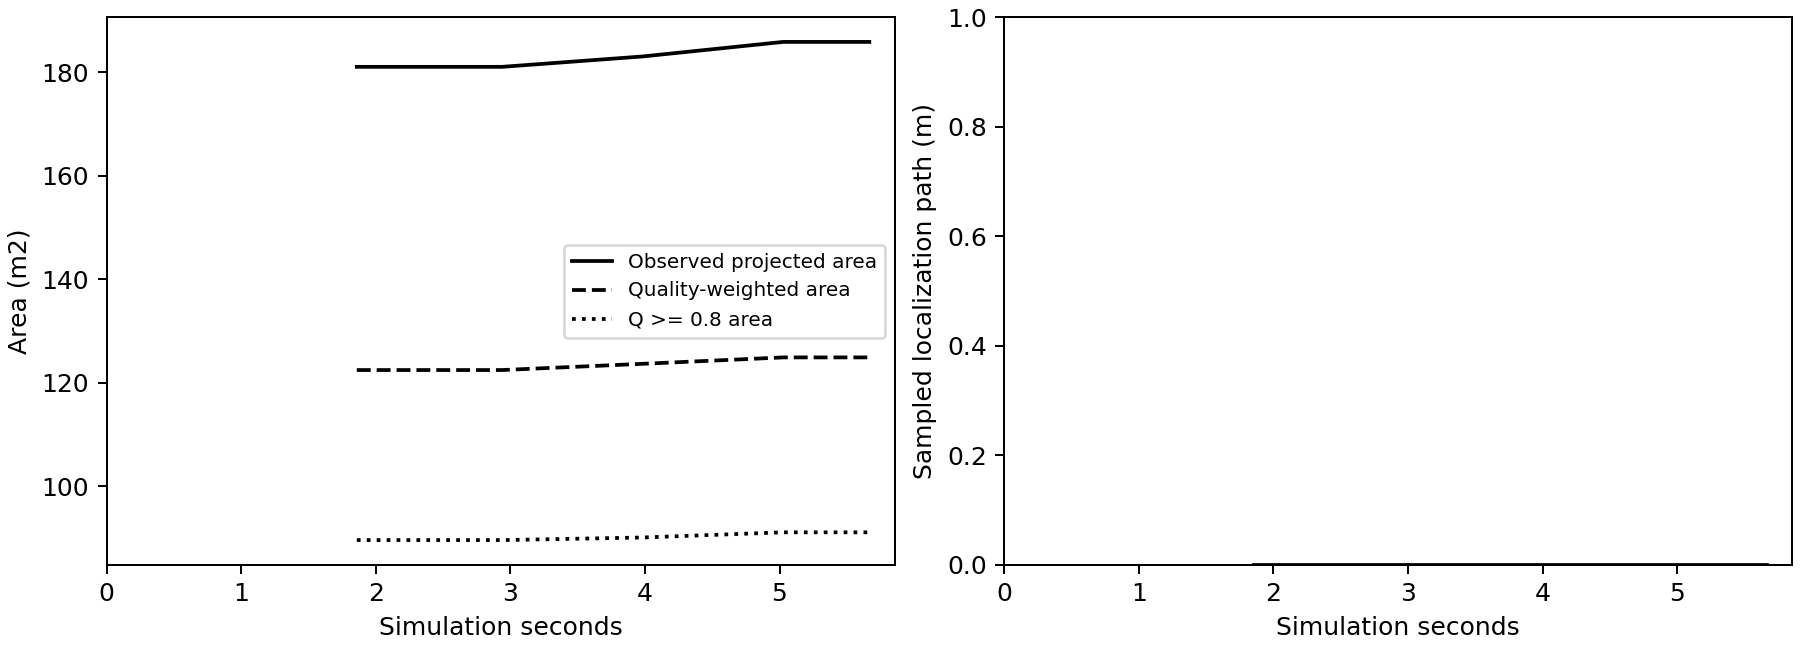 180
160
140
120
100
Area (m2)
0 1 2 3 4 5
Simulation seconds
Observed projected area
Quality-weighted area
Q >= 0.8 area
1.0
0.8
0.6
0.4
0.2
0.0
Sampled localization path (m)
0 1 2 3 4 5
Simulation seconds